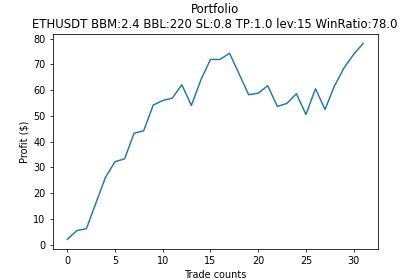 Portfolio
ETHUSDT BBM:2.4 BBL:220 SL:0.8 TP:1.0 lev:15 WinRatio:78.0
Profit ($)
80
70
60
50
40
30
20
10
0
0 5 10 15 20 25 30
Trade counts